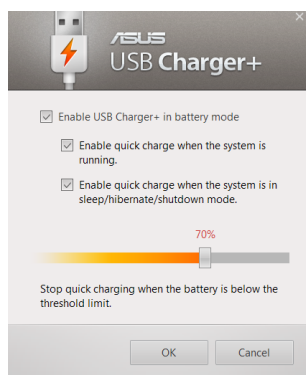 ASUS
USB Charger+
Enable USB Charger+ in battery mode
Enable quick charge when the system is
running.
Enable quick charge when the system is in
sleep/hibernate/shutdown mode.
70%
Stop quick charging when the battery is below the
threshold limit.
OK Cancel